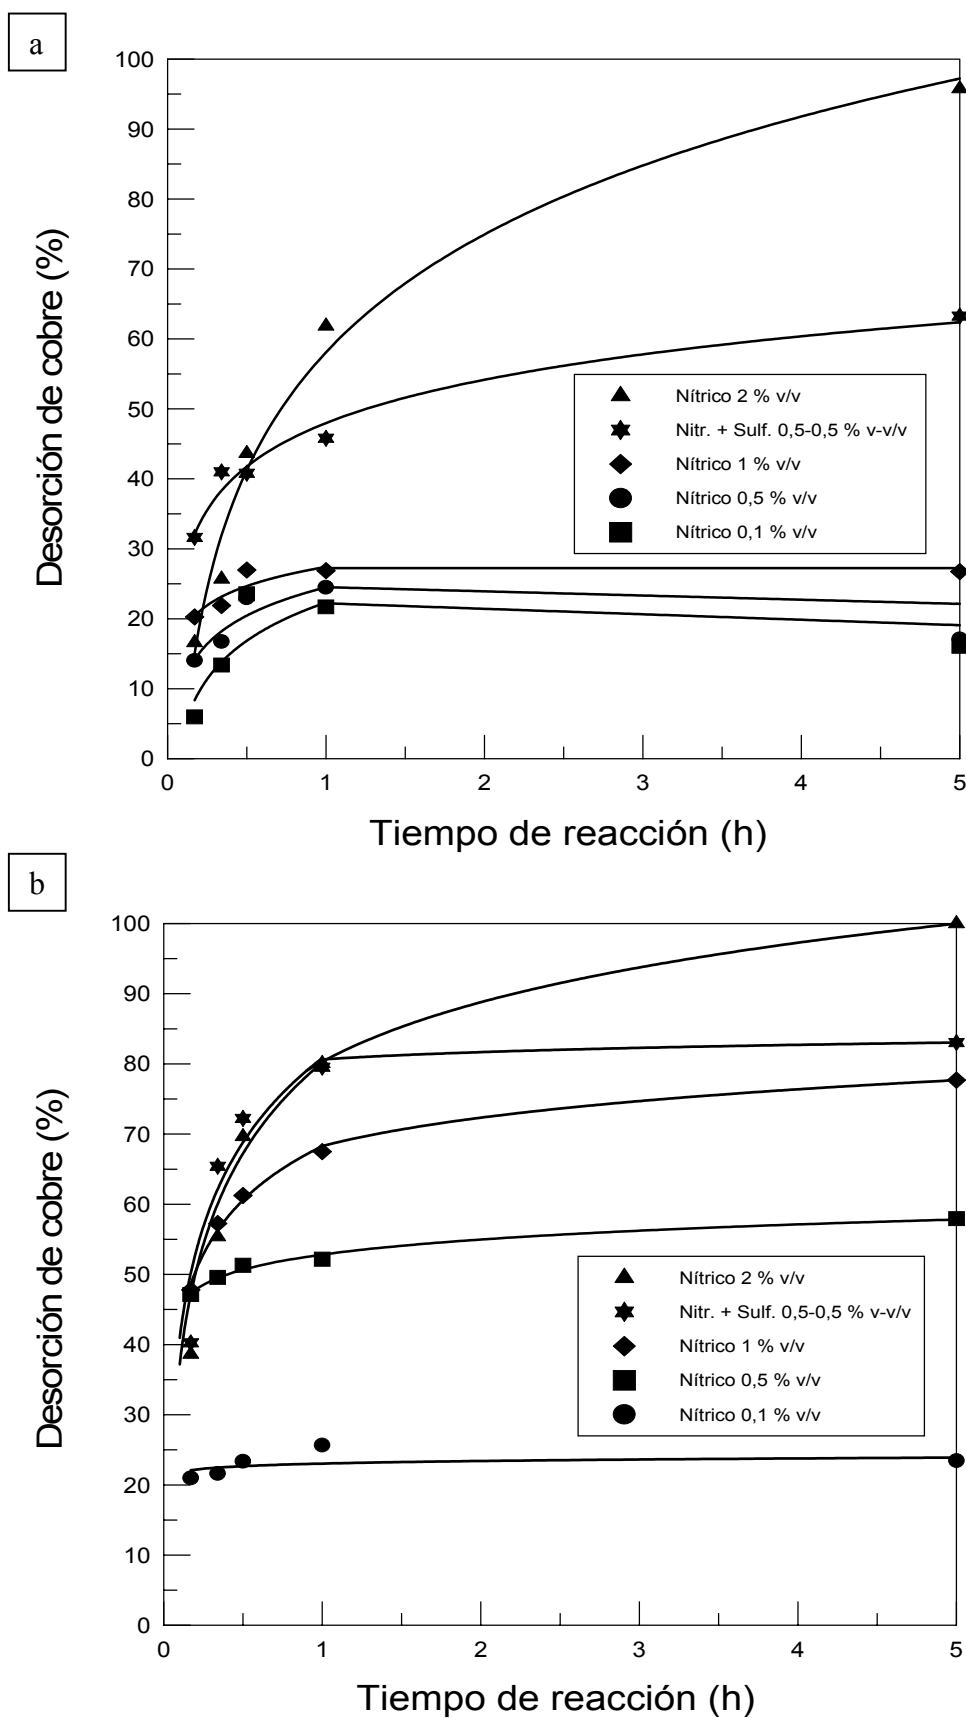 a
100
90
80
70
60
50
40
30
20
10
0
Desorción de cobre (%)
Nítrico 2 % v/v
Nitr. + Sulf. 0,5-0,5 % v-v/v
Nítrico 1 % v/v
Nítrico 0,5 % v/v
Nítrico 0,1 % v/v
0 1 2 3 4 5
Tiempo de reacción (h)
b
100
90
80
70
60
50
40
30
20
10
0
Desorción de cobre (%)
Nítrico 2 % v/v
Nitr. + Sulf. 0,5-0,5 % v-v/v
Nítrico 1 % v/v
Nítrico 0,5 % v/v
Nítrico 0,1 % v/v
0 1 2 3 4 5
Tiempo de reacción (h)